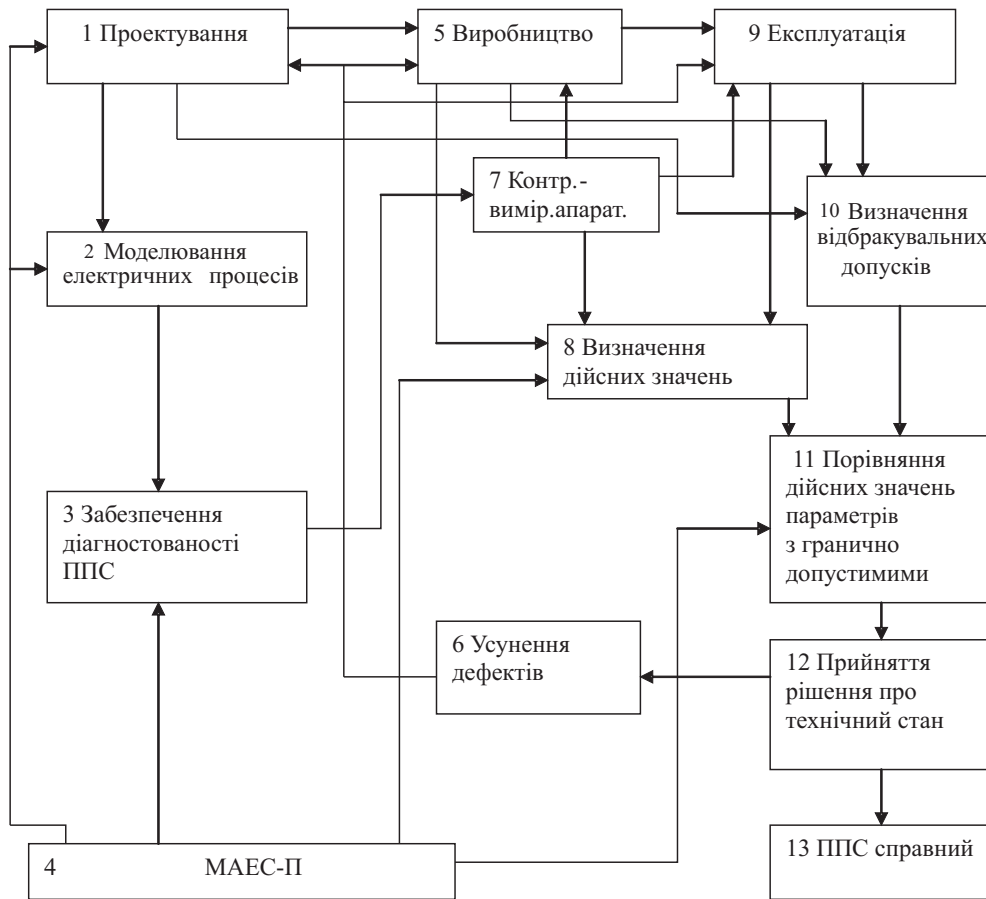 1 Проектування
5 Виробництво
9 Експлуатація
7 Контр.-
вимір.апарат.
10 Визначення
відбракувальних
допусків
2 Моделювання
електричних процесів
8 Визначення
дійсних значень
11 Порівняння
дійсних значень
параметрів
з гранично
допустимими
3 Забезпечення
діагностованості
ППС
6 Усунення
дефектів
12 Прийняття
рішення про
технічний стан
4 МАЕС-П
13 ППС справний